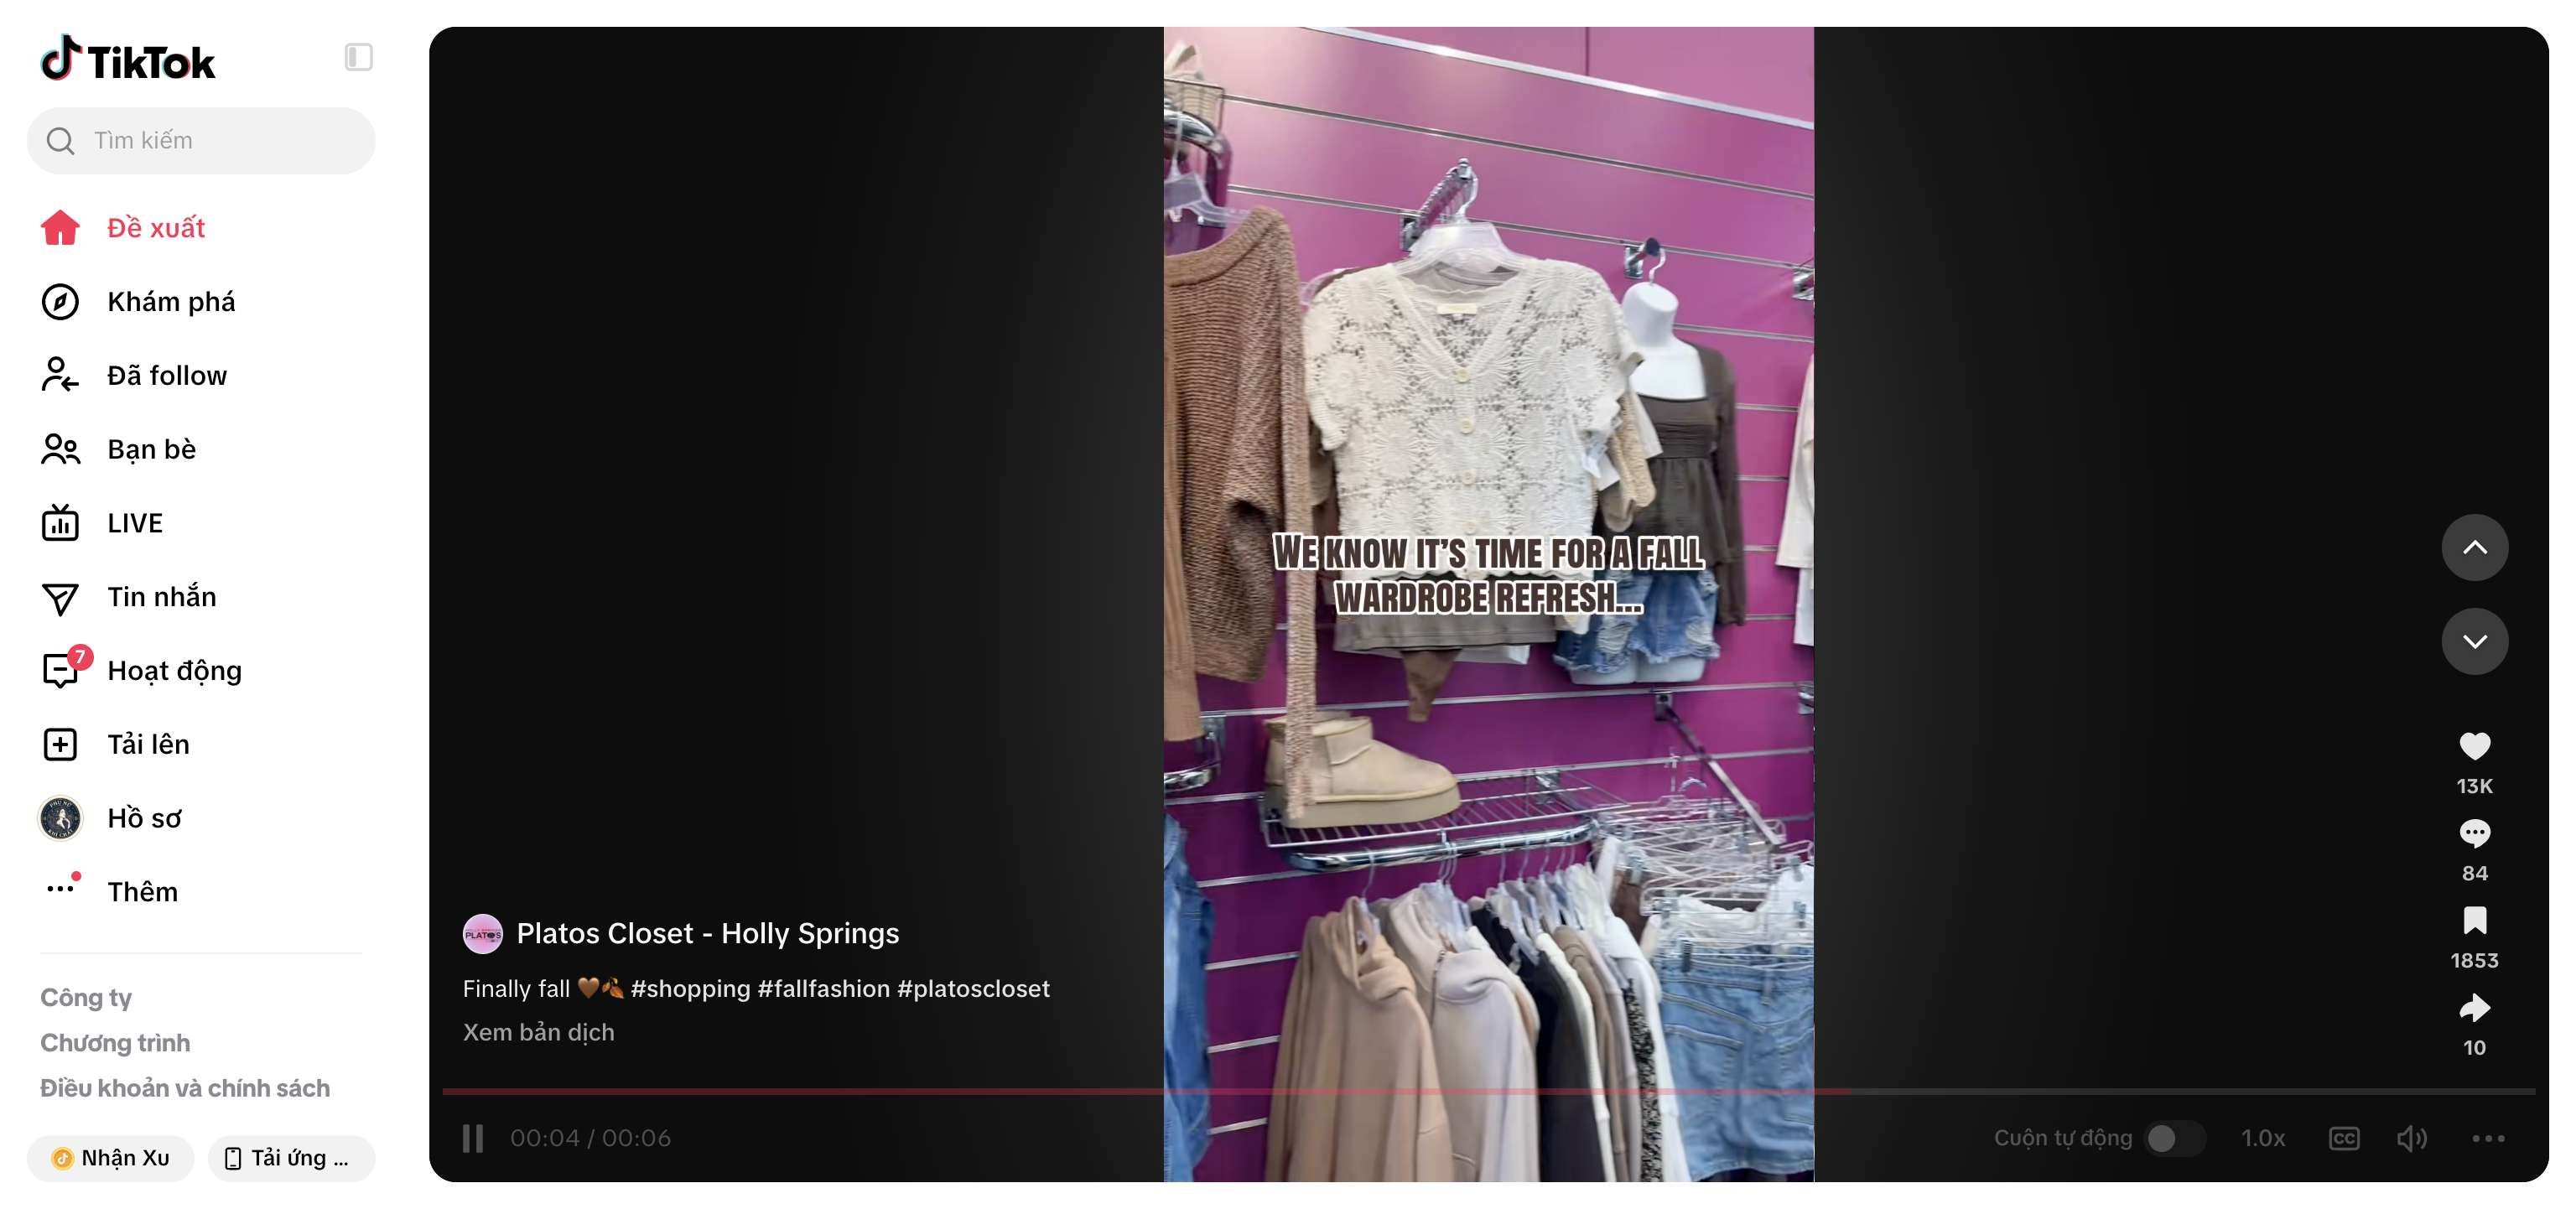 TikTok
Tìm kiếm
Đề xuất
Khám phá
Đã follow
Bạn bè
LIVE
Tin nhắn
7
Hoạt động
Tải lên
Hồ sơ
Thêm
Công ty
Chương trình
Điều khoản và chính sách
Nhận Xu
Tải ứng ...
WE KNOW IT'S TIME FOR A FALL
WARDROBE REFRESH...
PLATOS
Platos Closet - Holly Springs
Finally fall 🤎🍂 #shopping #fallfashion #platoscloset
Xem bản dịch
00:04 / 00:06
13K
84
1853
10
Cuộn tự động
1.0x
CC